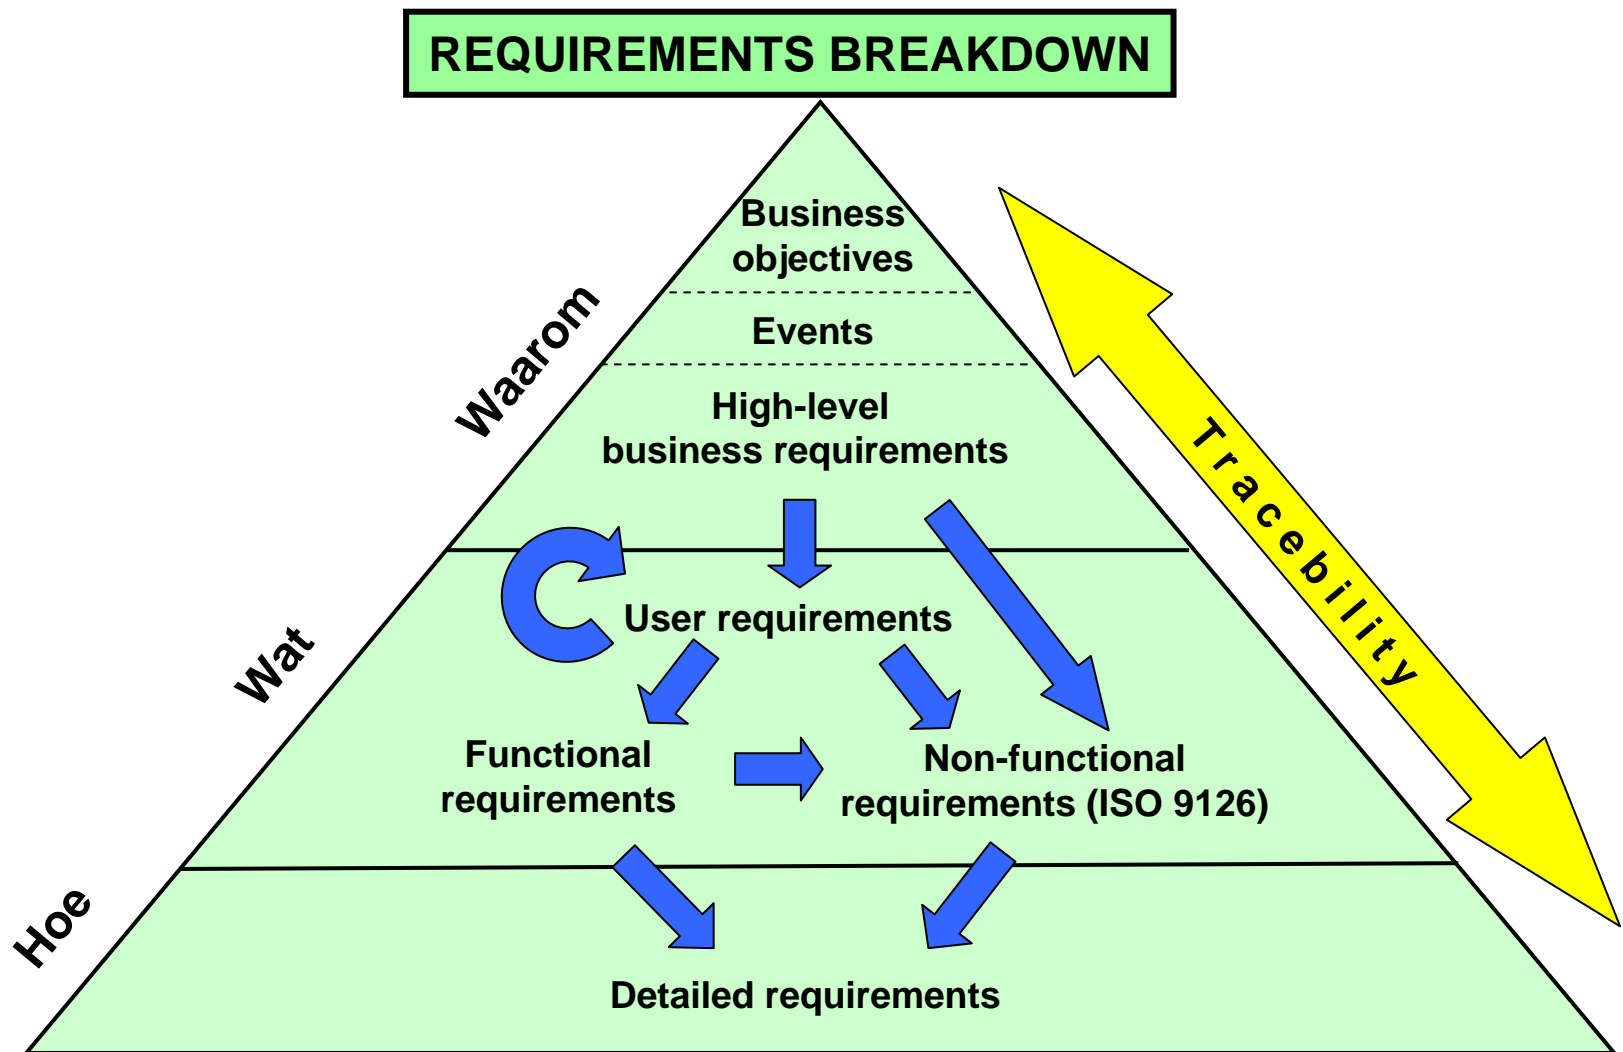 REQUIREMENTS BREAKDOWN
Business
objectives
Events
High-level
business requirements
User requirements
Functional
requirements
Non-functional
requirements (ISO 9126)
Detailed requirements
Waarom
Wat
Hoe
Tracebility